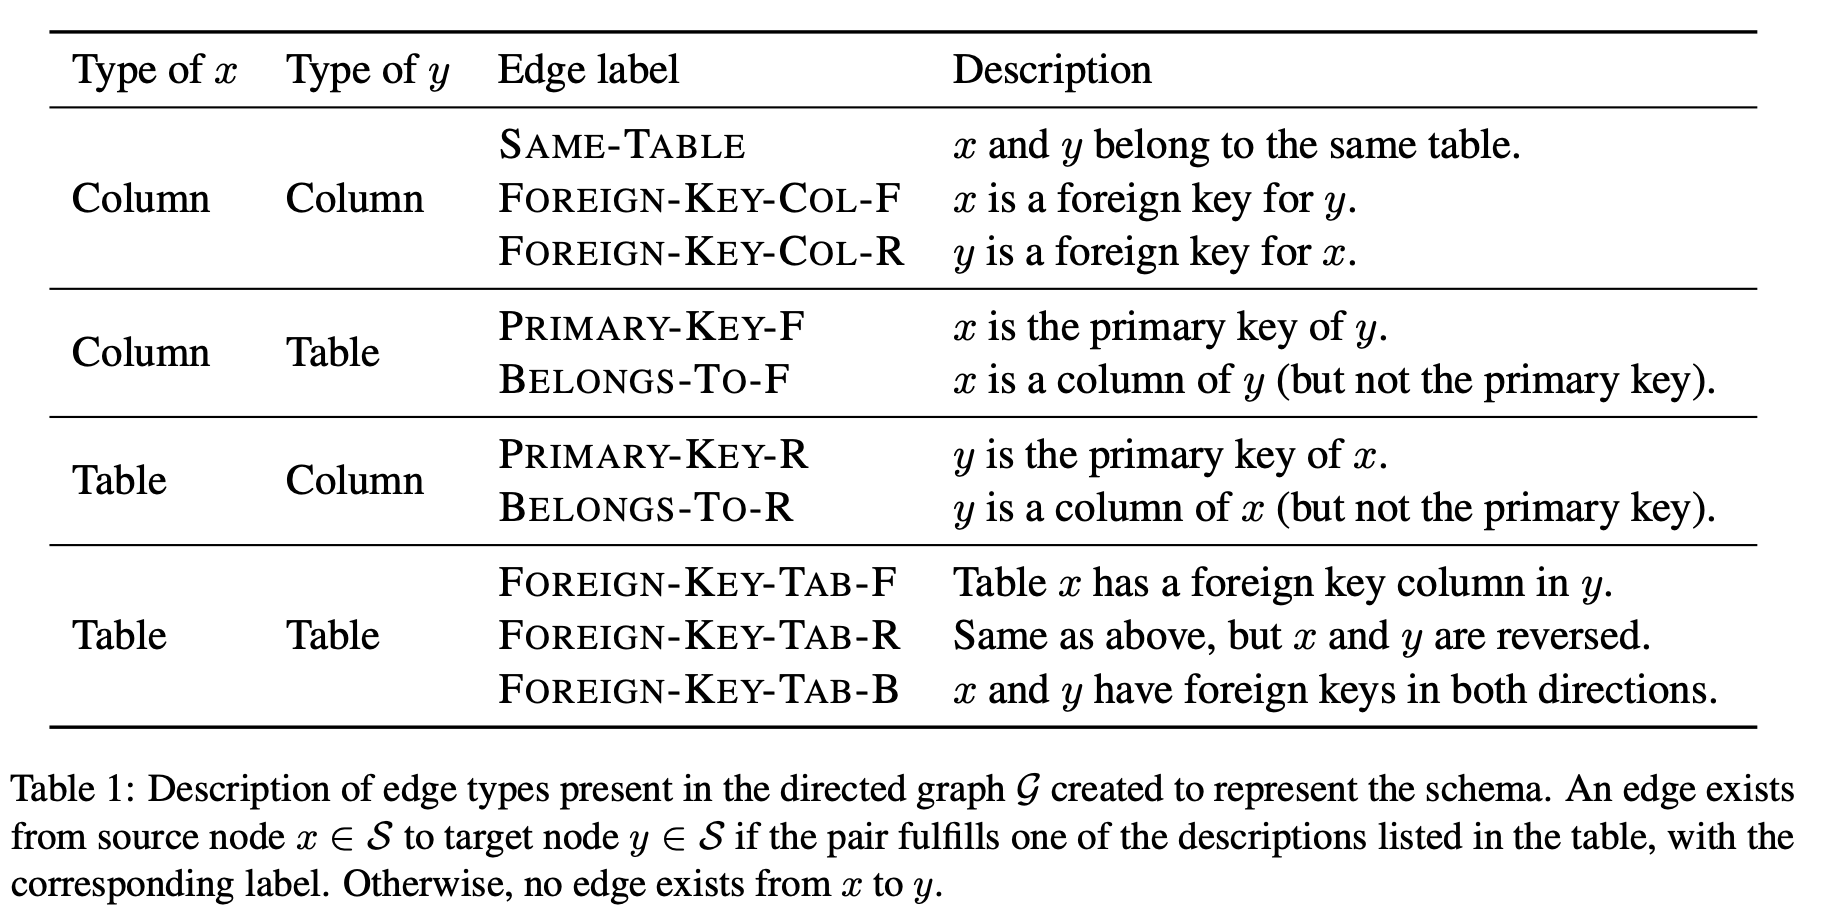 Type of x Type of y Edge label Description
SAME-TABLE x and y belong to the same table.
Column Column FOREIGN-KEY-COL-F x is a foreign key for y.
FOREIGN-KEY-COL-R y is a foreign key for x.
PRIMARY-KEY-F x is the primary key of y.
Column Table
BELONGS-TO-F x is a column of y (but not the primary key).
PRIMARY-KEY-R y is the primary key of x.
Table Column
BELONGS-TO-R y is a column of x (but not the primary key).
FOREIGN-KEY-TAB-F Table x has a foreign key column in y.
Table Table FOREIGN-KEY-TAB-R Same as above, but x and y are reversed.
FOREIGN-KEY-TAB-B x and y have foreign keys in both directions.
Table 1: Description of edge types present in the directed graph 𝒢 created to represent the schema. An edge exists
from source node x ∈ 𝒮 to target node y ∈ 𝒮 if the pair fulfills one of the descriptions listed in the table, with the
corresponding label. Otherwise, no edge exists from x to y.